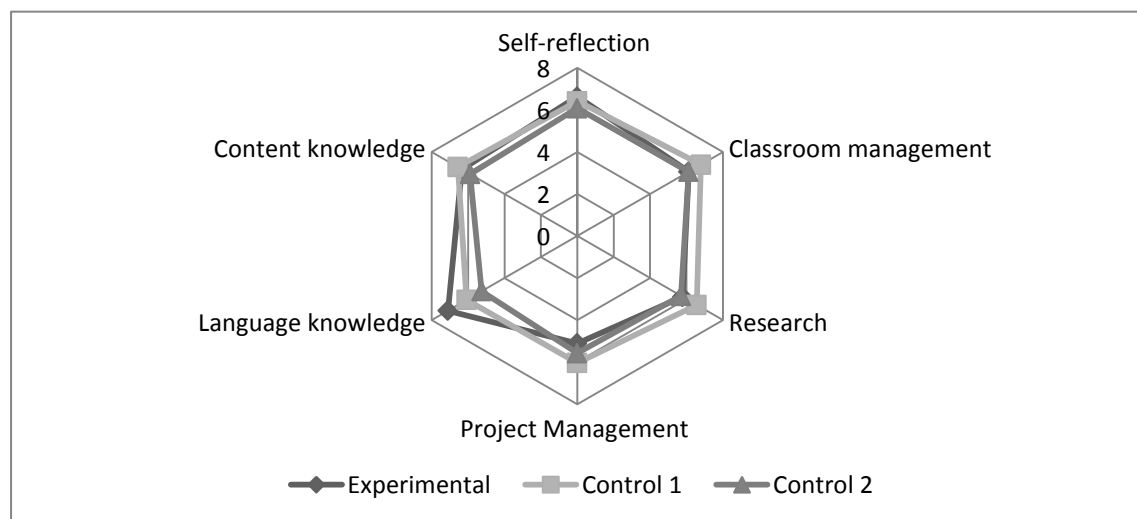 Self-reflection
8
6
4
2
0
Content knowledge
Classroom management
Language knowledge
Research
Project Management
Experimental Control 1 Control 2